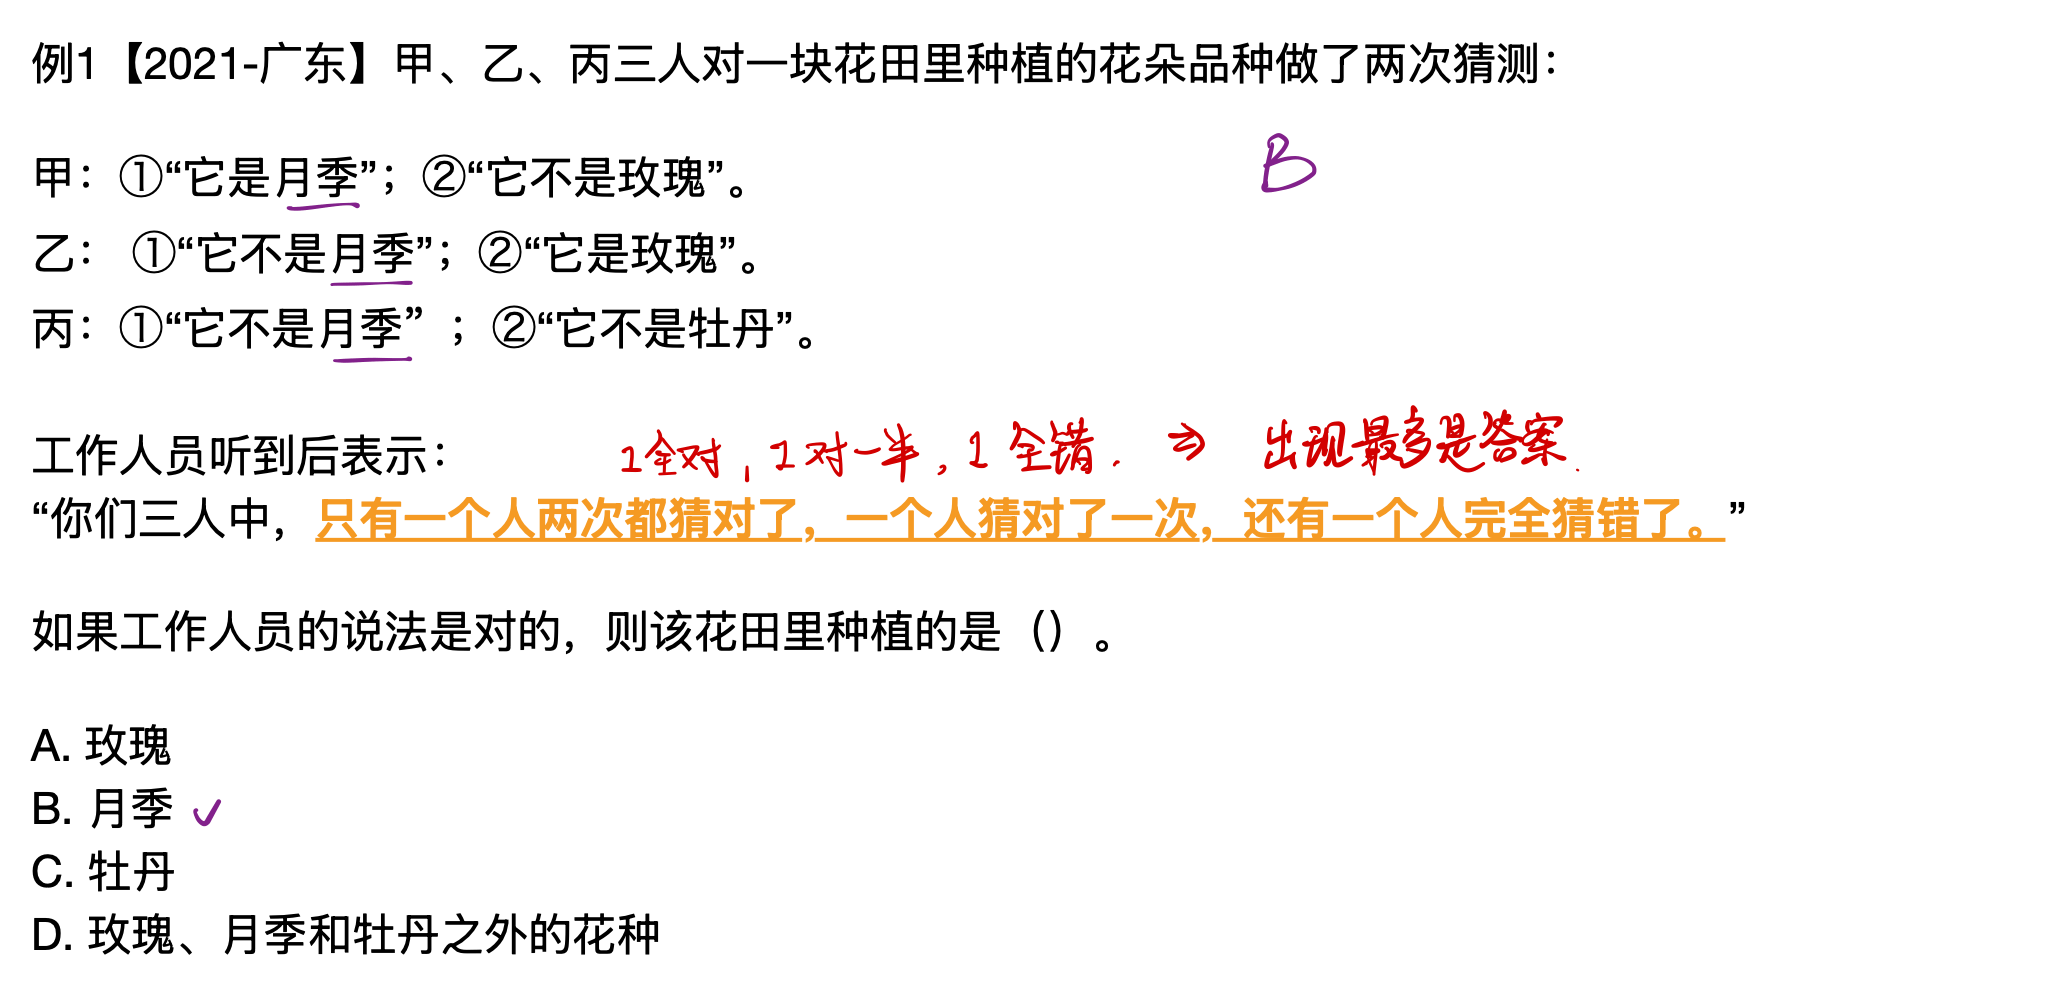 例1【2021-广东】甲、乙、丙三人对一块花田里种植的花朵品种做了两次猜测：
甲：①“它是月季”；②“它不是玫瑰”。
B
乙： ①“它不是月季”；②“它是玫瑰”。
丙：①“它不是月季” ；②“它不是牡丹”。
工作人员听到后表示：
1全对，1对一半，1全错. ⇒ 出现最多是答案.
“你们三人中，只有一个人两次都猜对了，一个人猜对了一次，还有一个人完全猜错了。”
如果工作人员的说法是对的，则该花田里种植的是（）。
A. 玫瑰
B. 月季 ✓
C. 牡丹
D. 玫瑰、月季和牡丹之外的花种